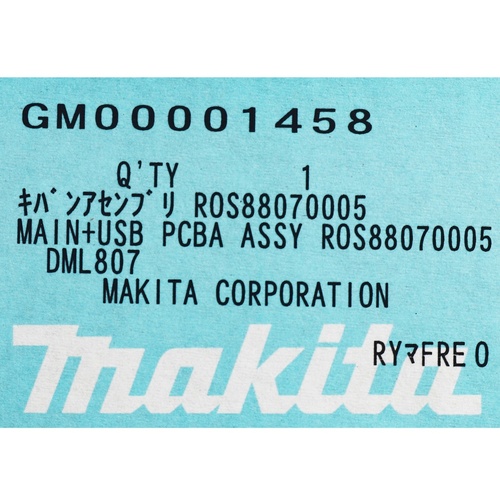 GM00001458
Q'TY 1
ｷﾊﾞﾝｱｾﾝﾌﾞﾘ ROS88070005
MAIN+USB PCBA ASSY ROS88070005
DML807
MAKITA CORPORATION
RYﾏFRE0
makita